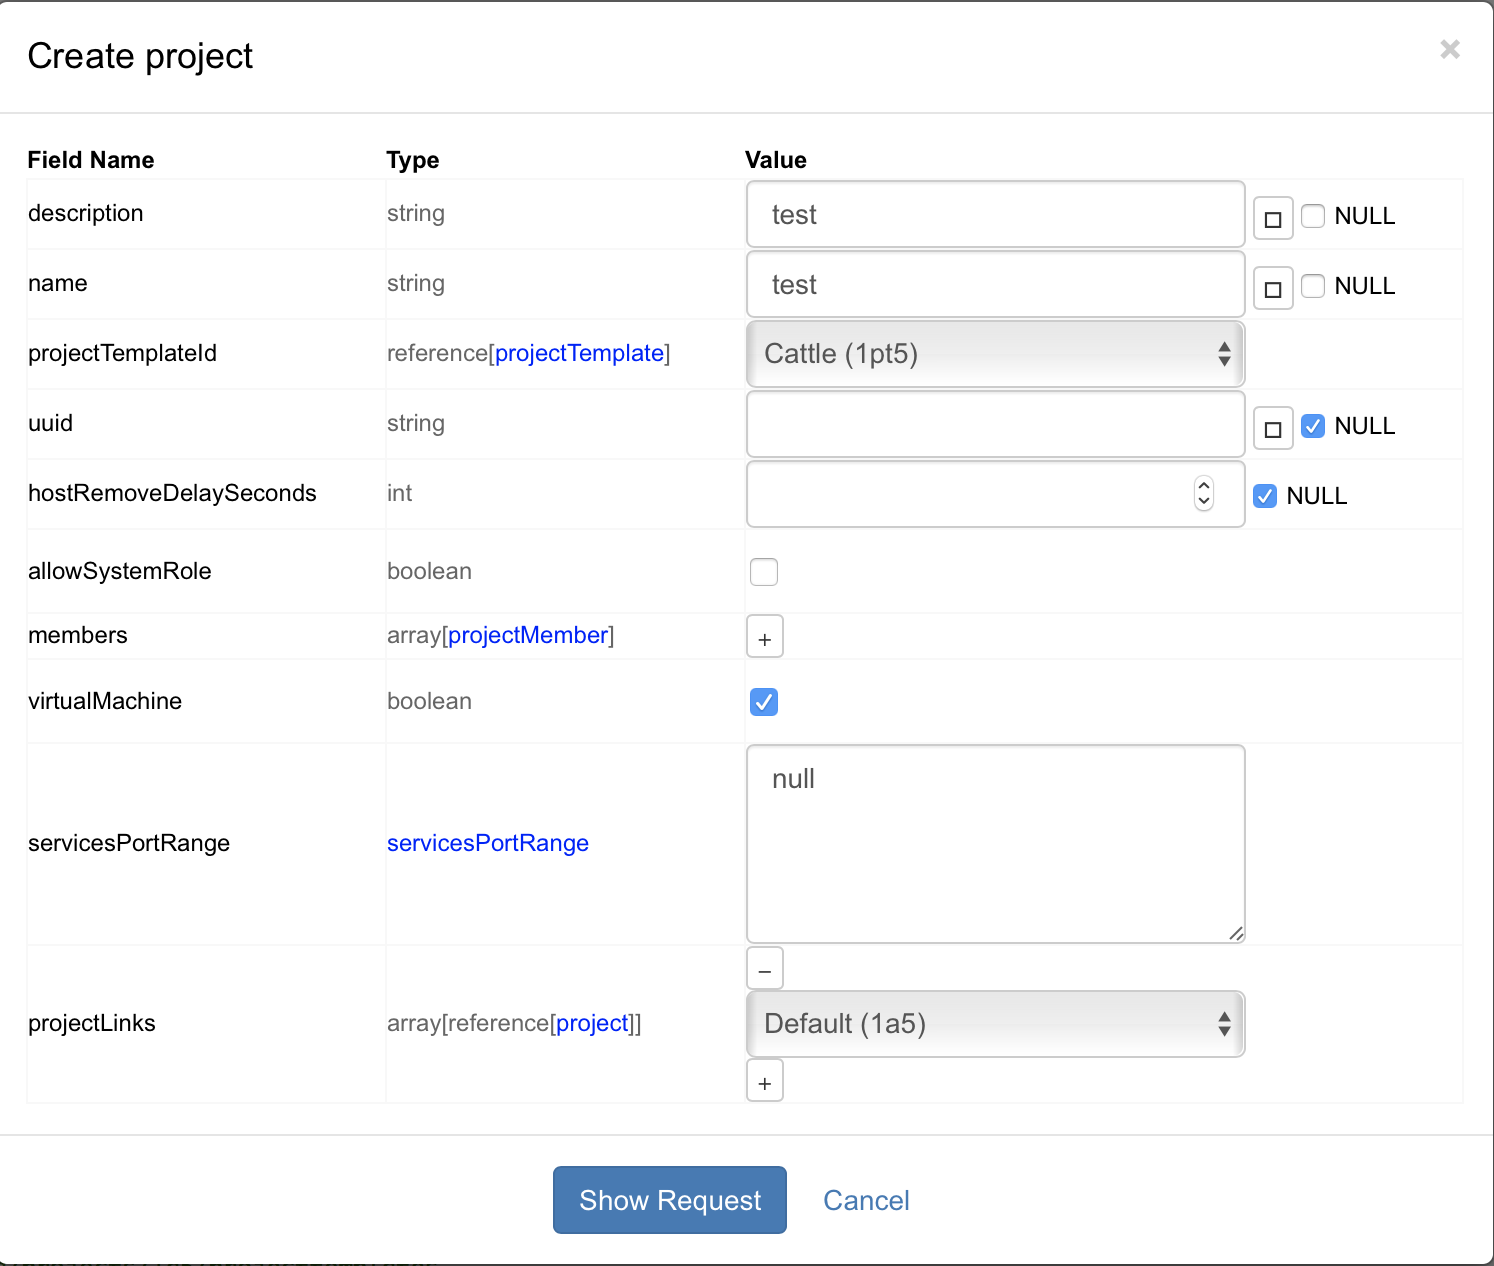 Create project ×
Field Name Type Value
description string test NULL
name string test NULL
projectTemplateId reference[projectTemplate] Cattle (1pt5)
uuid string NULL
hostRemoveDelaySeconds int NULL
allowSystemRole boolean
members array[projectMember] +
virtualMachine boolean
null
servicesPortRange servicesPortRange
−
projectLinks array[reference[project]] Default (1a5)
+
Show Request Cancel